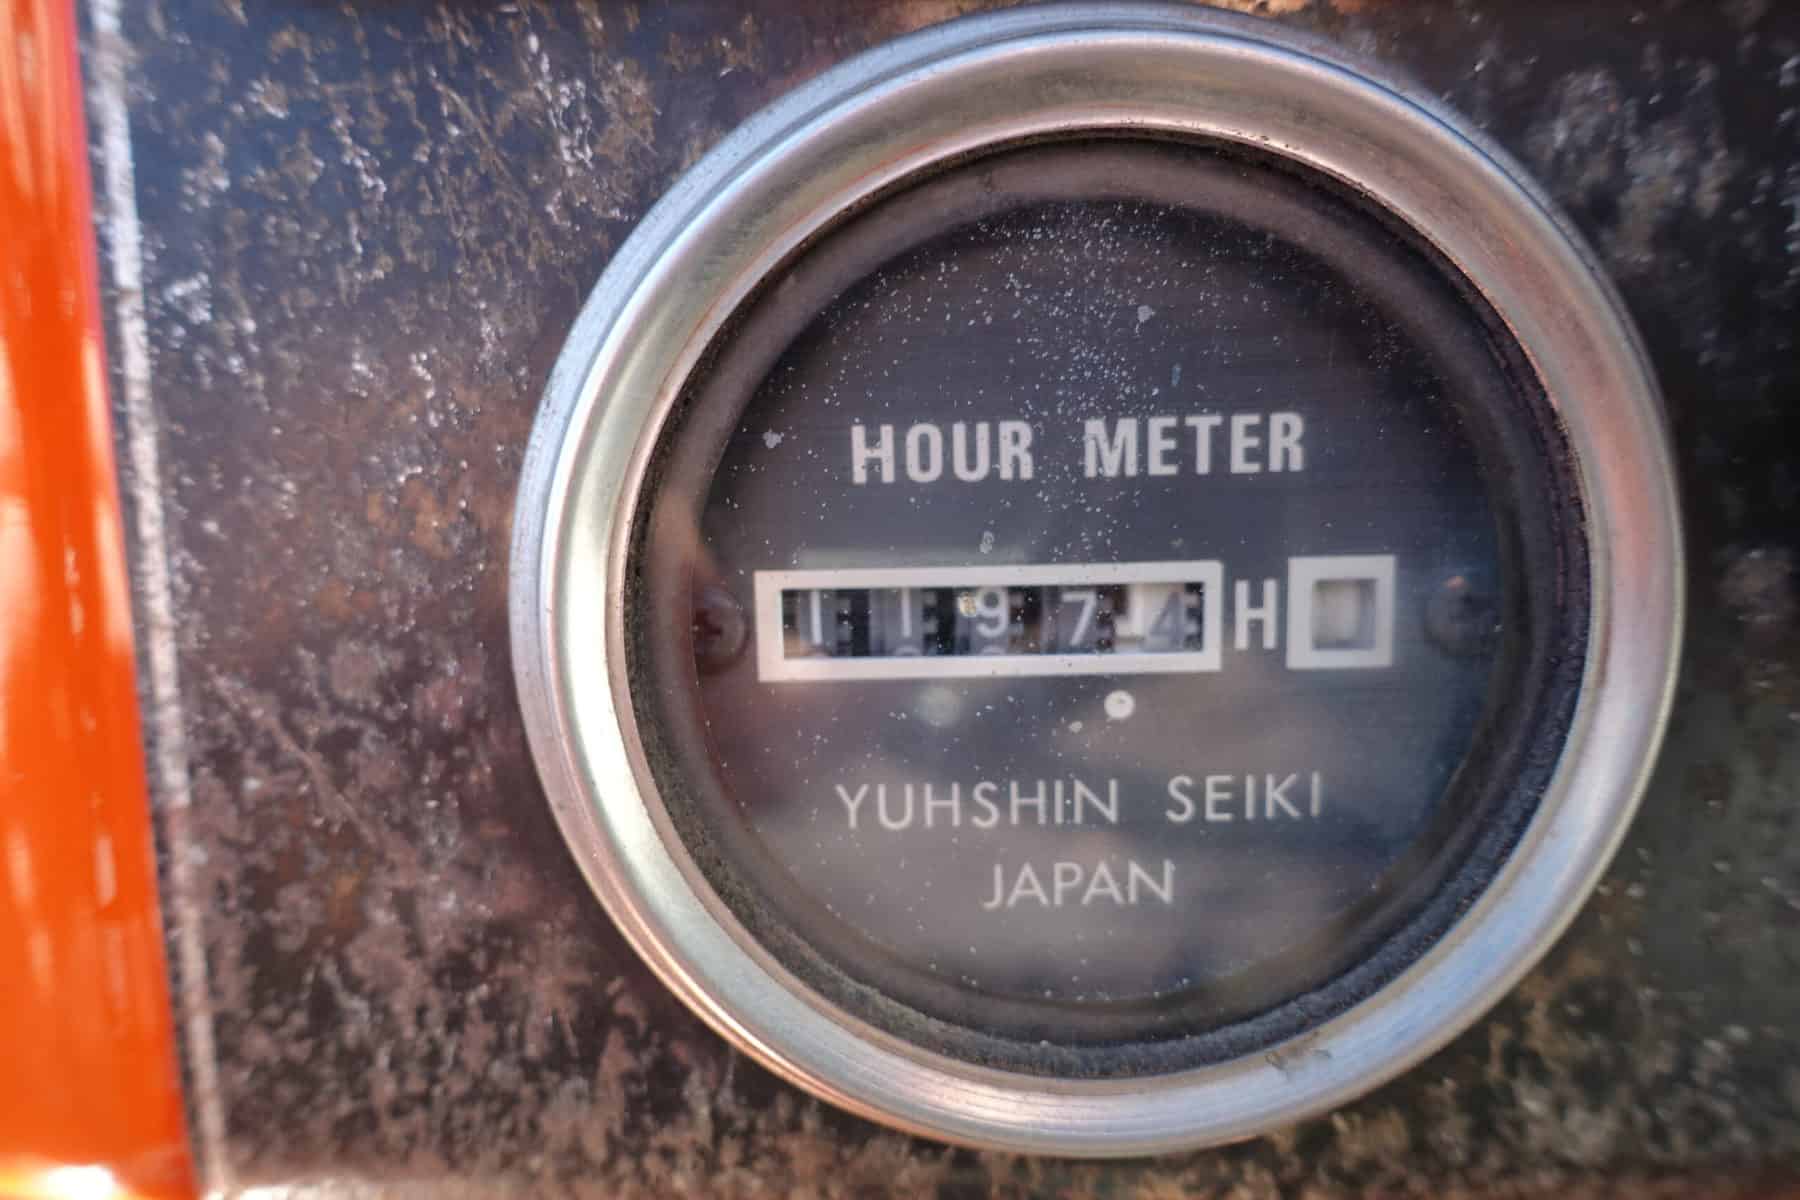 HOUR METER
11974 H
YUHSHIN SEIKI
JAPAN